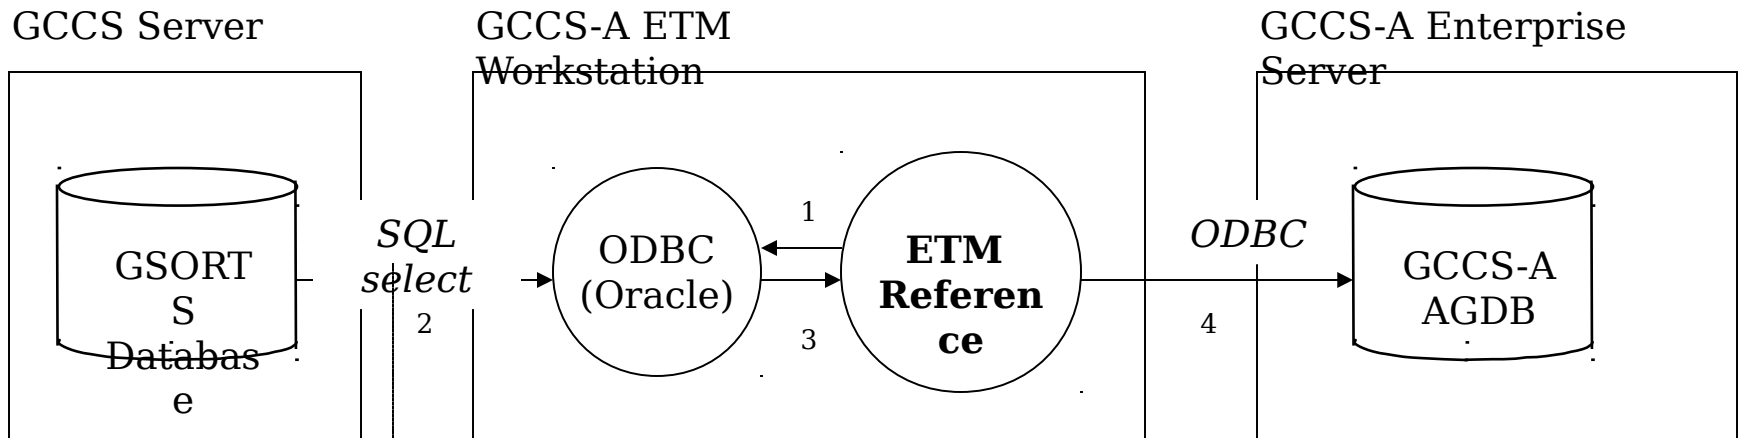 GCCS Server
GCCS-A ETM
Workstation
GCCS-A Enterprise
Server
GSORT
S
Databas
e
SQL
select
2
ODBC
(Oracle)
1
3
ETM
Referen
ce
ODBC
4
GCCS-A
AGDB